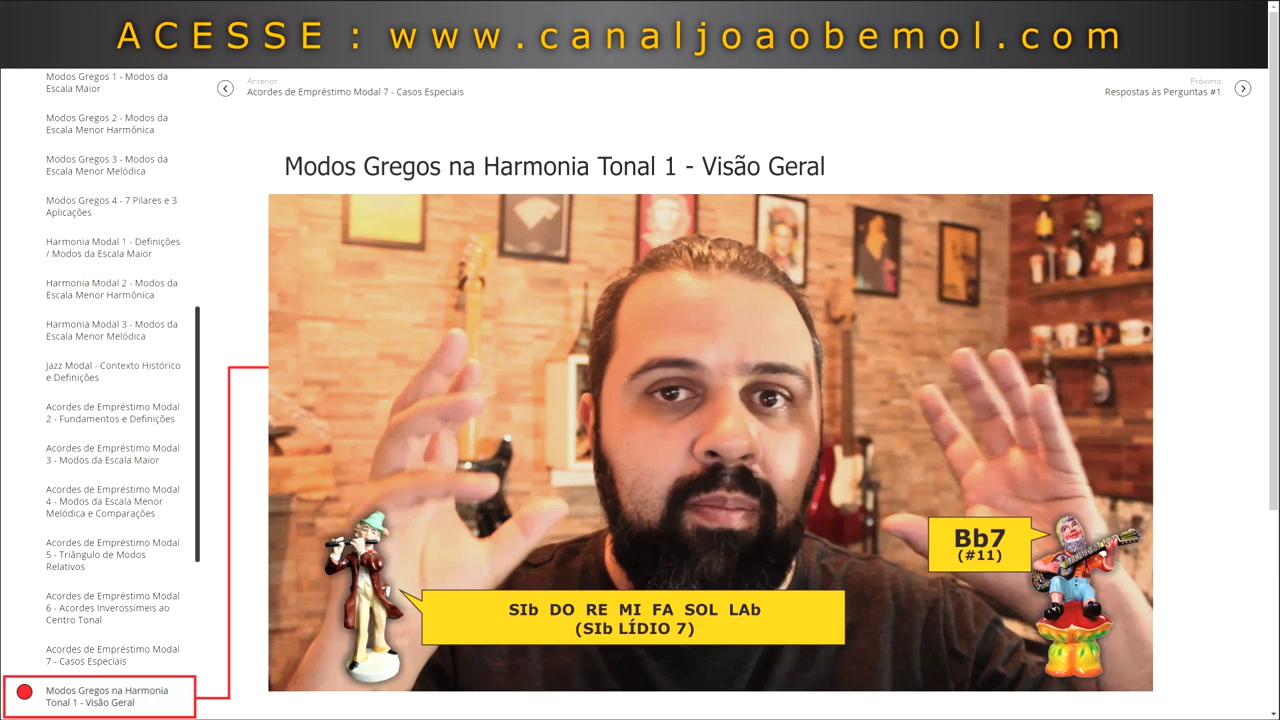 ACESSE : www.canaljoaobemol.com
Modos Gregos 1 - Modos da
Escala Maior
Modos Gregos 2 - Modos da
Escala Menor Harmônica
Modos Gregos 3 - Modos da
Escala Menor Melódica
Modos Gregos 4 - 7 Pilares e 3
Aplicações
Harmonia Modal 1 - Definições
/ Modos da Escala Maior
Harmonia Modal 2 - Modos da
Escala Menor Harmônica
Harmonia Modal 3 - Modos da
Escala Menor Melódica
Jazz Modal - Contexto Histórico
e Definições
Acordes de Empréstimo Modal
2 - Fundamentos e Definições
Acordes de Empréstimo Modal
3 - Modos da Escala Maior
Acordes de Empréstimo Modal
4 - Modos da Escala Menor
Melódica e Comparações
Acordes de Empréstimo Modal
5 - Triângulo de Modos
Relativos
Acordes de Empréstimo Modal
6 - Acordes Inverossímeis ao
Centro Tonal
Acordes de Empréstimo Modal
7 - Casos Especiais
Modos Gregos na Harmonia
Tonal 1 - Visão Geral
Anterior
Acordes de Empréstimo Modal 7 - Casos Especiais
Próximo
Respostas às Perguntas #1
Modos Gregos na Harmonia Tonal 1 - Visão Geral
Bb7
(#11)
SIb DO RE MI FA SOL LAb
(SIb LÍDIO 7)